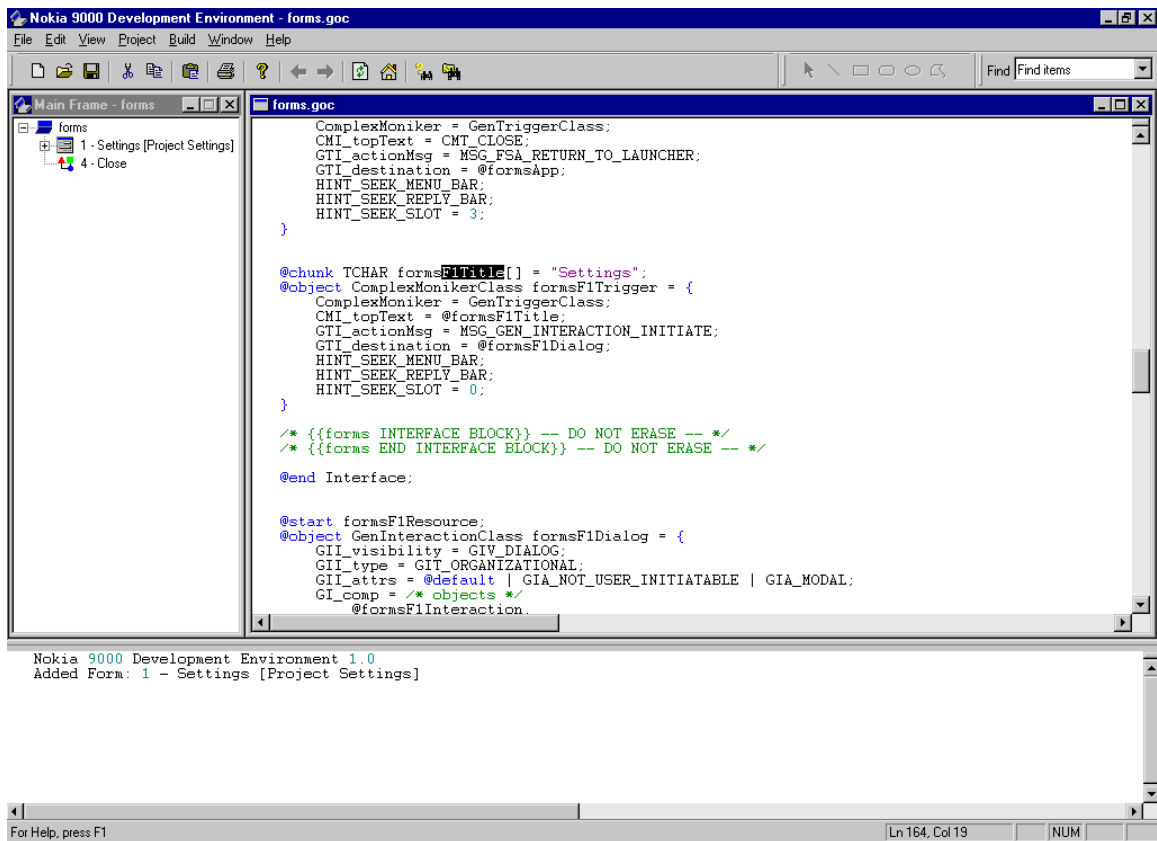 Nokia 9000 Development Environment - forms.goc
File Edit View Project Build Window Help
Find Find items
Main Frame - forms
forms
1 - Settings [Project Settings]
4 - Close
forms.goc
ComplexMoniker = GenTriggerClass;
CMI_topText = CMT_CLOSE;
GTI_actionMsg = MSG_FSA_RETURN_TO_LAUNCHER;
GTI_destination = @formsApp;
HINT_SEEK_MENU_BAR;
HINT_SEEK_REPLY_BAR;
HINT_SEEK_SLOT = 3;
}
@chunk TCHAR formsF1Title[] = "Settings";
@object ComplexMonikerClass formsF1Trigger = {
ComplexMoniker = GenTriggerClass;
CMI_topText = @formsF1Title;
GTI_actionMsg = MSG_GEN_INTERACTION_INITIATE;
GTI_destination = @formsF1Dialog;
HINT_SEEK_MENU_BAR;
HINT_SEEK_REPLY_BAR;
HINT_SEEK_SLOT = 0;
}
/* {{forms INTERFACE BLOCK}} -- DO NOT ERASE -- */
/* {{forms END INTERFACE BLOCK}} -- DO NOT ERASE -- */
@end Interface;
@start formsF1Resource;
@object GenInteractionClass formsF1Dialog = {
GII_visibility = GIV_DIALOG;
GII_type = GIT_ORGANIZATIONAL;
GII_attrs = @default | GIA_NOT_USER_INITIATABLE | GIA_MODAL;
GI_comp = /* objects */
@formsF1Interaction,
Nokia 9000 Development Environment 1.0
Added Form: 1 - Settings [Project Settings]
For Help, press F1
Ln 164, Col 19
NUM